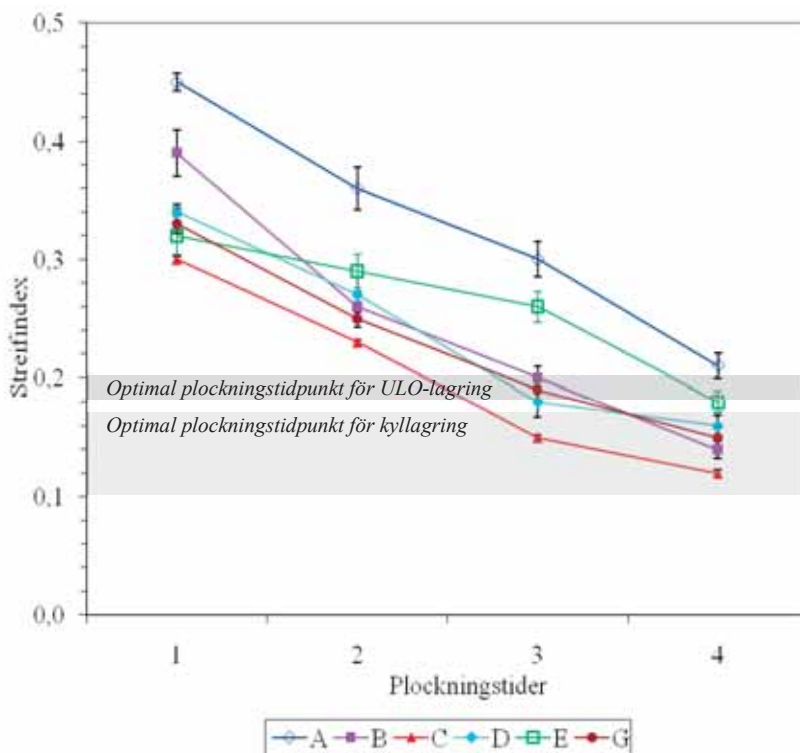 0,5
0,4
0,3
0,2
0,1
0,0
Streifindex
Optimal plockningstidpunkt för ULO-lagring
Optimal plockningstidpunkt för kyllagring
1 2 3 4
Plockningstider
A B C D E G